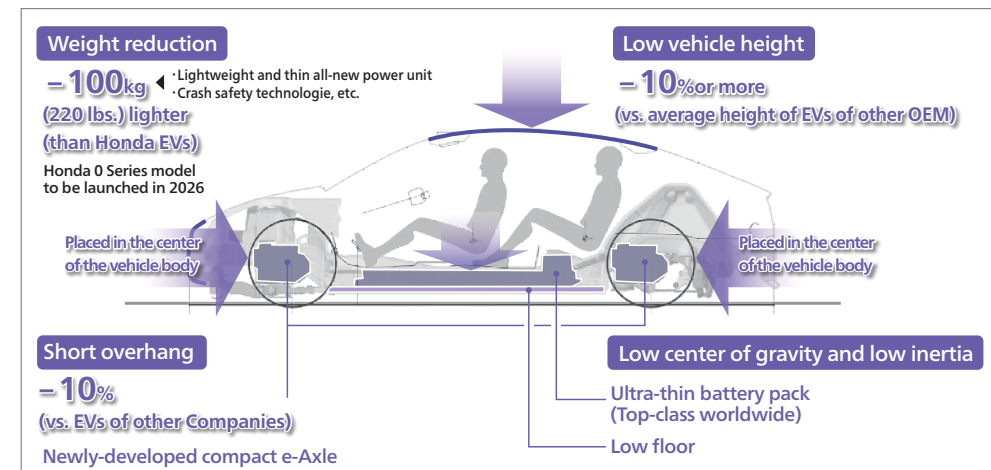 Weight reduction
－100kg
・Lightweight and thin all-new power unit
・Crash safety technologie, etc.
(220 lbs.) lighter
(than Honda EVs)
Honda 0 Series model
to be launched in 2026
Low vehicle height
－10%or more
(vs. average height of EVs of other OEM)
Placed in the center
of the vehicle body
Placed in the center
of the vehicle body
Short overhang
－10%
(vs. EVs of other Companies)
Newly-developed compact e-Axle
Low center of gravity and low inertia
Ultra-thin battery pack
(Top-class worldwide)
Low floor